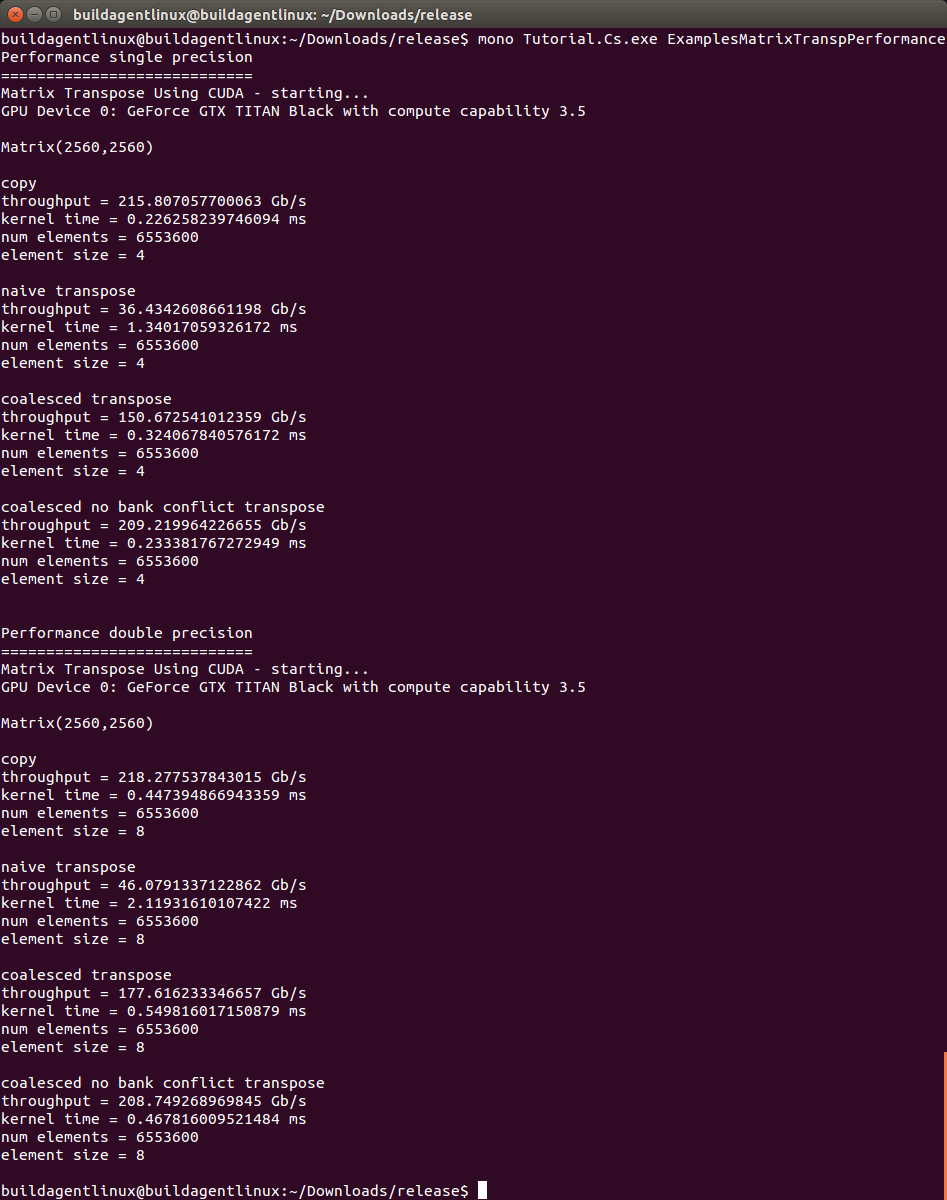 buildagentlinux@buildagentlinux: ~/Downloads/release
buildagentlinux@buildagentlinux:~/Downloads/release$ mono Tutorial.Cs.exe ExamplesMatrixTranspPerformance
Performance single precision
============================
Matrix Transpose Using CUDA - starting...
GPU Device 0: GeForce GTX TITAN Black with compute capability 3.5
Matrix(2560,2560)
copy
throughput = 215.807057700063 Gb/s
kernel time = 0.226258239746094 ms
num elements = 6553600
element size = 4
naive transpose
throughput = 36.4342608661198 Gb/s
kernel time = 1.34017059326172 ms
num elements = 6553600
element size = 4
coalesced transpose
throughput = 150.672541012359 Gb/s
kernel time = 0.324067840576172 ms
num elements = 6553600
element size = 4
coalesced no bank conflict transpose
throughput = 209.219964226655 Gb/s
kernel time = 0.233381767272949 ms
num elements = 6553600
element size = 4
Performance double precision
============================
Matrix Transpose Using CUDA - starting...
GPU Device 0: GeForce GTX TITAN Black with compute capability 3.5
Matrix(2560,2560)
copy
throughput = 218.277537843015 Gb/s
kernel time = 0.447394866943359 ms
num elements = 6553600
element size = 8
naive transpose
throughput = 46.0791337122862 Gb/s
kernel time = 2.11931610107422 ms
num elements = 6553600
element size = 8
coalesced transpose
throughput = 177.616233346657 Gb/s
kernel time = 0.549816017150879 ms
num elements = 6553600
element size = 8
coalesced no bank conflict transpose
throughput = 208.749268969845 Gb/s
kernel time = 0.467816009521484 ms
num elements = 6553600
element size = 8
buildagentlinux@buildagentlinux:~/Downloads/release$